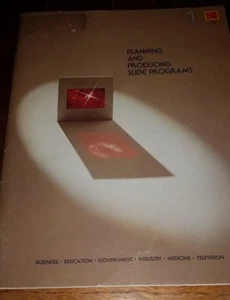 PLANNING
AND
PRODUCING
SLIDE PROGRAMS
BUSINESS • EDUCATION • GOVERNMENT • INDUSTRY • MEDICINE • TELEVISION